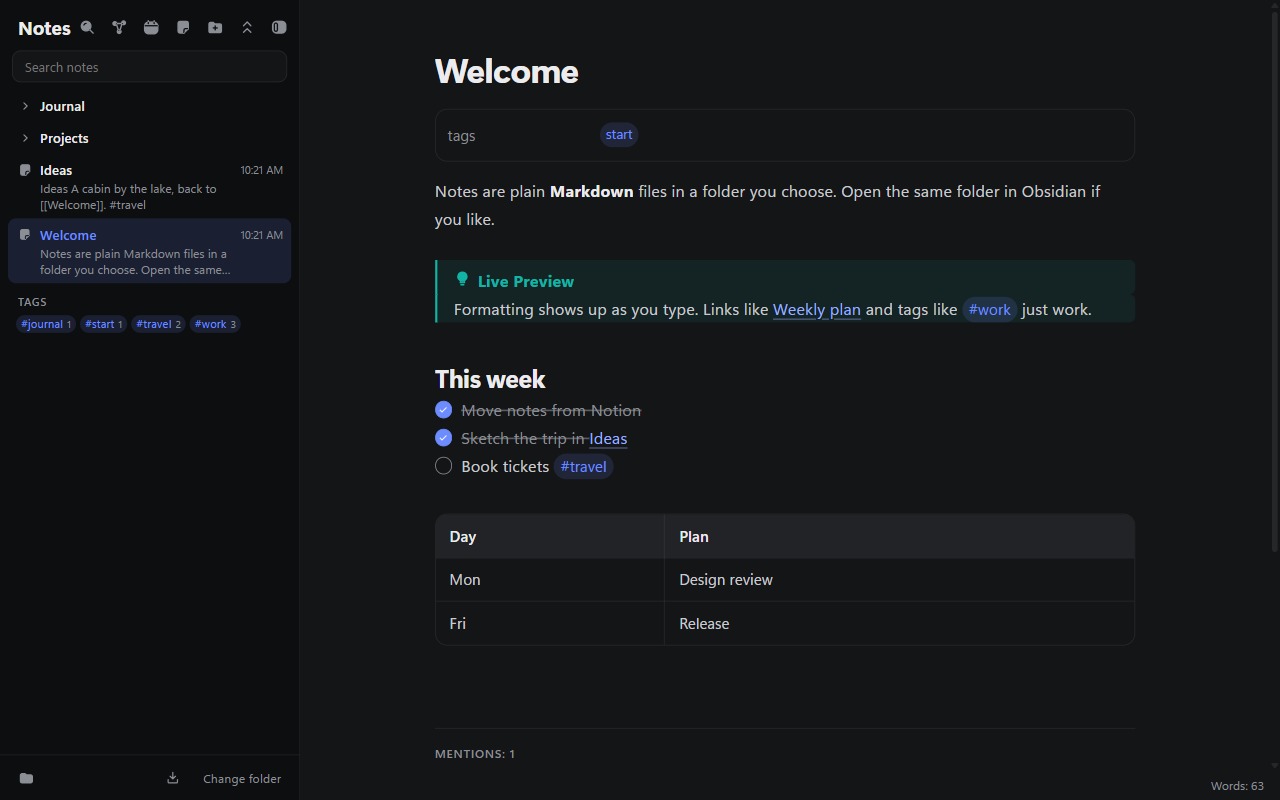 Notes
Search notes
Journal
Projects
Ideas 10:21 AM
Ideas A cabin by the lake, back to
[[Welcome]]. #travel
Welcome 10:21 AM
Notes are plain Markdown files in a
folder you choose. Open the same...
TAGS
#journal 1 #start 1 #travel 2 #work 3
Change folder
Welcome
tags start
Notes are plain Markdown files in a folder you choose. Open the same folder in Obsidian if
you like.
Live Preview
Formatting shows up as you type. Links like Weekly plan and tags like #work just work.
This week
Move notes from Notion
Sketch the trip in Ideas
Book tickets #travel
Day Plan
Mon Design review
Fri Release
MENTIONS: 1
Words: 63